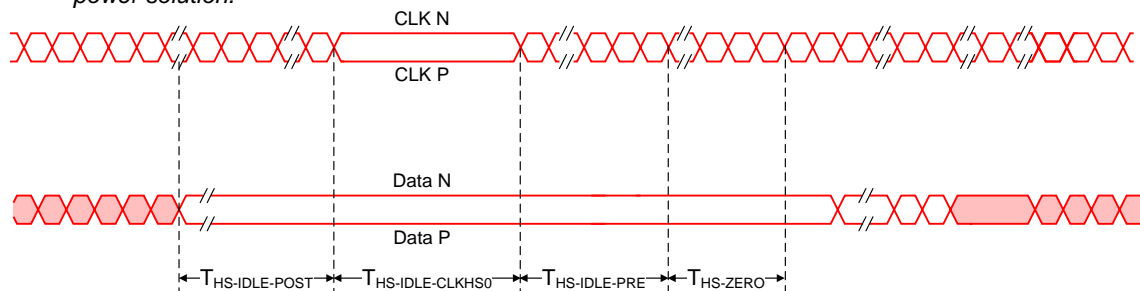 power solution.
CLK N
CLK P
Data N
Data P
THS-IDLE-POST THS-IDLE-CLKHS0 THS-IDLE-PRE THS-ZERO